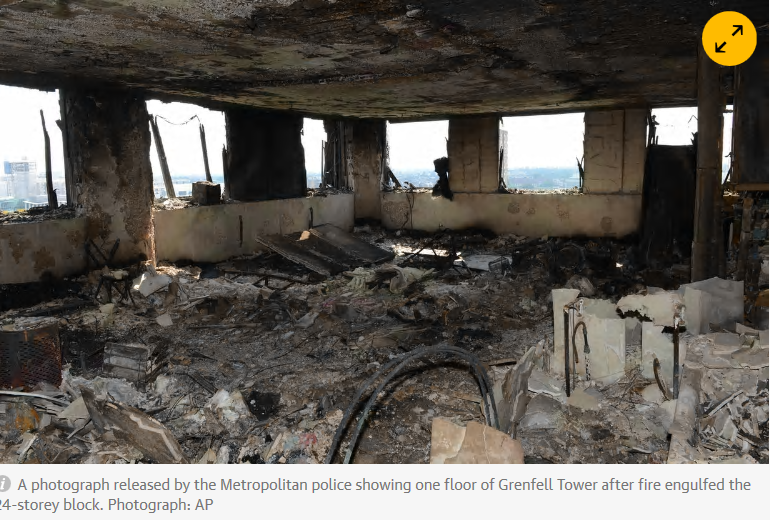 A photograph released by the Metropolitan police showing one floor of Grenfell Tower after fire engulfed the
24-storey block. Photograph: AP